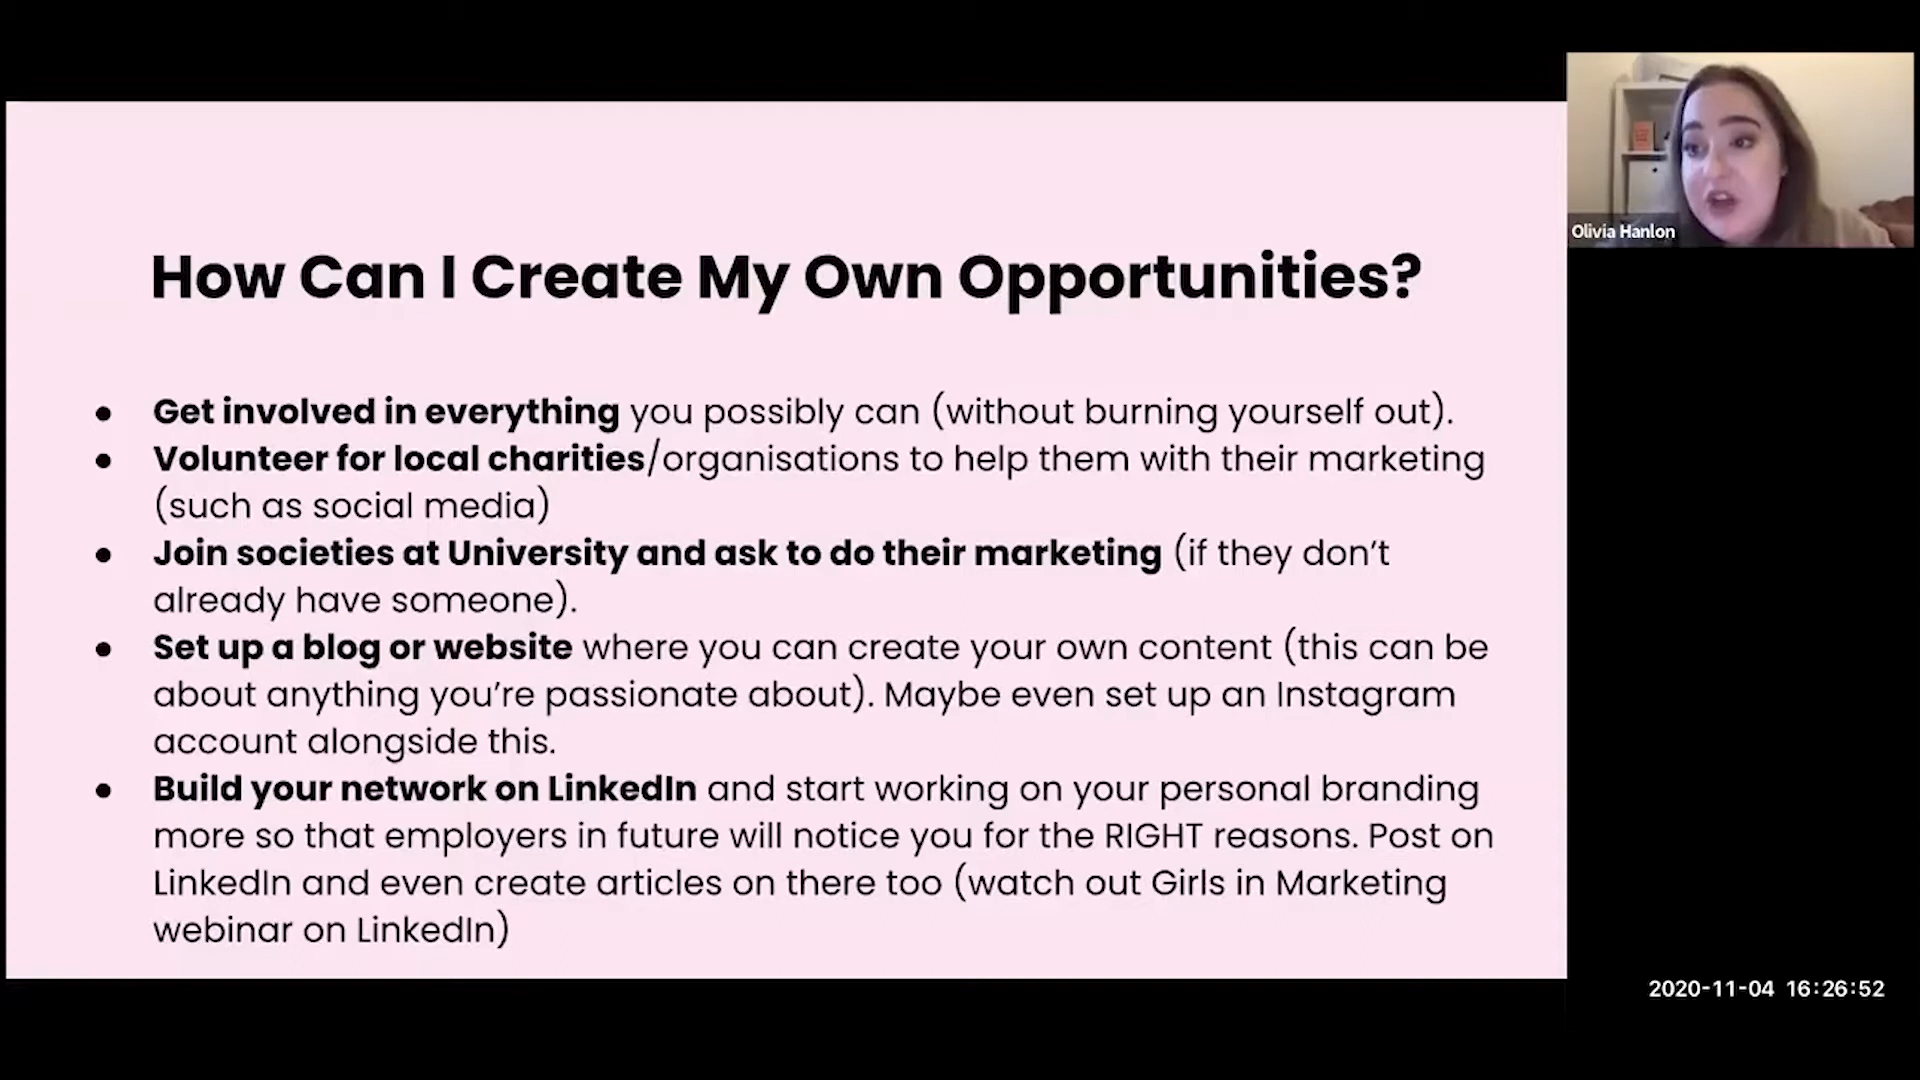 Olivia Hanlon
How Can I Create My Own Opportunities?
● Get involved in everything you possibly can (without burning yourself out).
● Volunteer for local charities/organisations to help them with their marketing
(such as social media)
● Join societies at University and ask to do their marketing (if they don’t
already have someone).
● Set up a blog or website where you can create your own content (this can be
about anything you’re passionate about). Maybe even set up an Instagram
account alongside this.
● Build your network on LinkedIn and start working on your personal branding
more so that employers in future will notice you for the RIGHT reasons. Post on
LinkedIn and even create articles on there too (watch out Girls in Marketing
webinar on LinkedIn)
2020-11-04 16:26:52